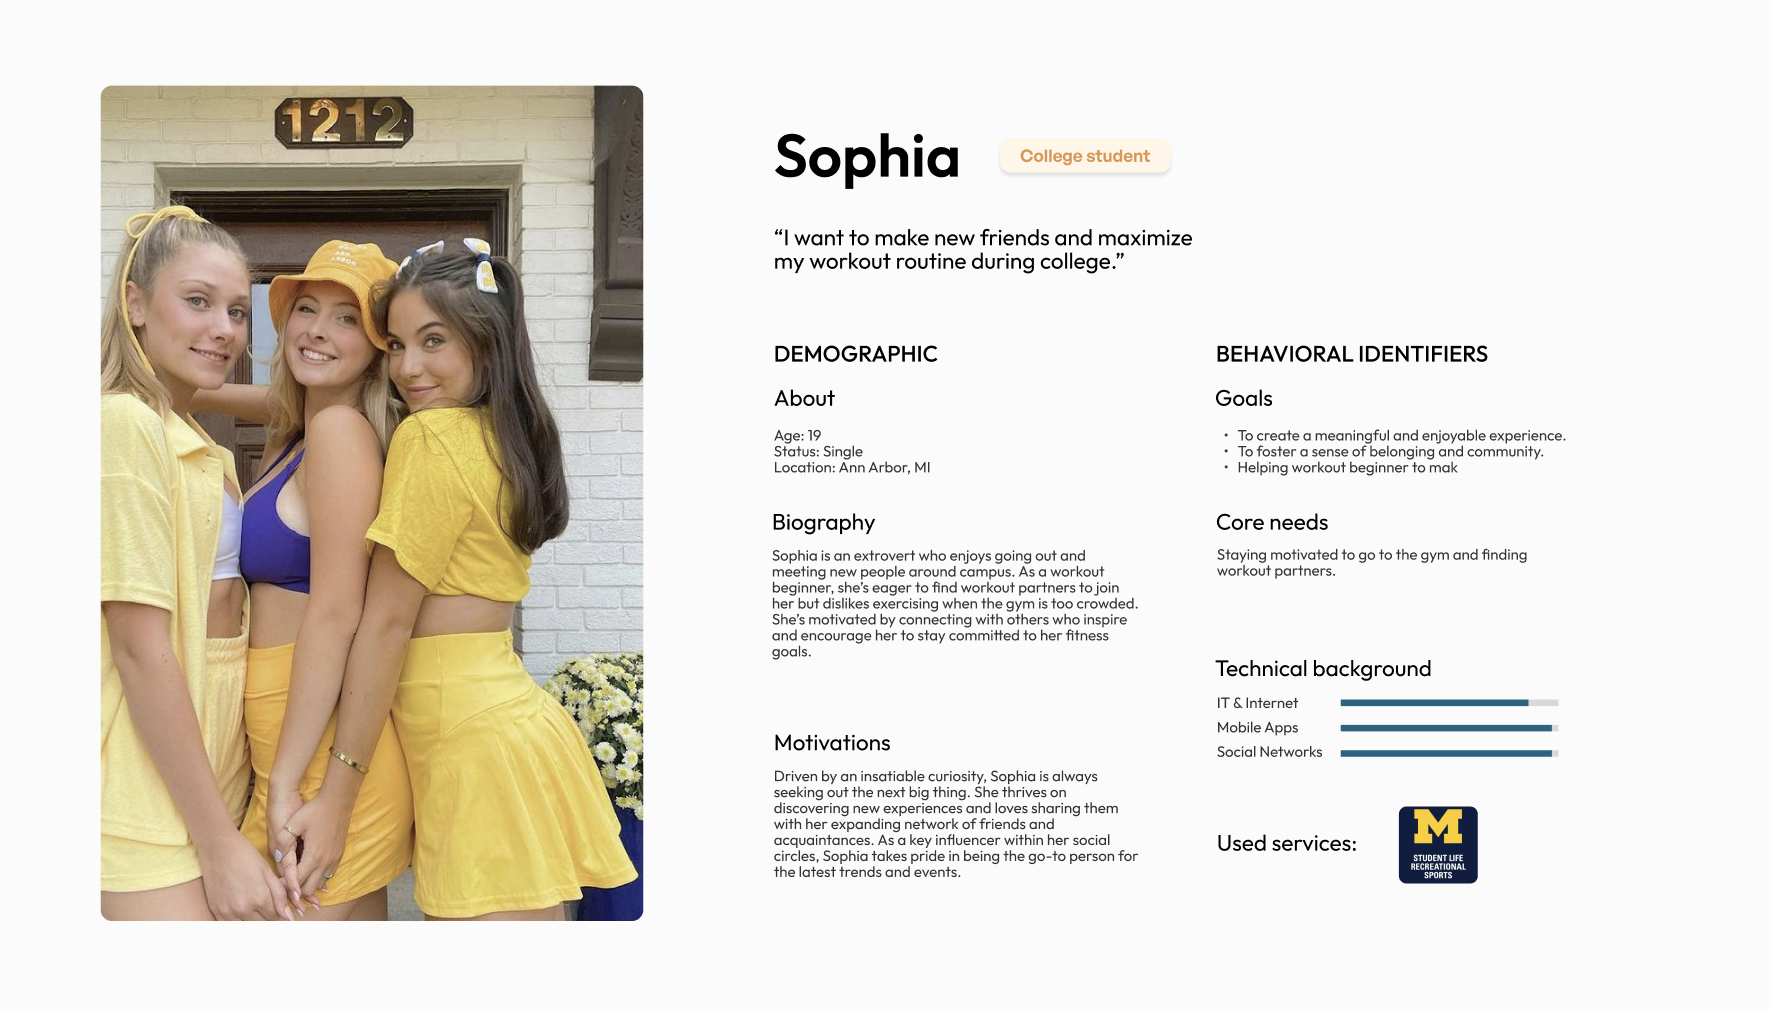 1212
ANN
ARBOR
Sophia
College student
“I want to make new friends and maximize
my workout routine during college.”
DEMOGRAPHIC
About
Age: 19
Status: Single
Location: Ann Arbor, MI
Biography
Sophia is an extrovert who enjoys going out and
meeting new people around campus. As a workout
beginner, she’s eager to find workout partners to join
her but dislikes exercising when the gym is too crowded.
She’s motivated by connecting with others who inspire
and encourage her to stay committed to her fitness
goals.
Motivations
Driven by an insatiable curiosity, Sophia is always
seeking out the next big thing. She thrives on
discovering new experiences and loves sharing them
with her expanding network of friends and
acquaintances. As a key influencer within her social
circles, Sophia takes pride in being the go-to person for
the latest trends and events.
BEHAVIORAL IDENTIFIERS
Goals
• To create a meaningful and enjoyable experience.
• To foster a sense of belonging and community.
• Helping workout beginner to mak
Core needs
Staying motivated to go to the gym and finding
workout partners.
Technical background
IT & Internet
Mobile Apps
Social Networks
Used services:
M
STUDENT LIFE
RECREATIONAL
SPORTS